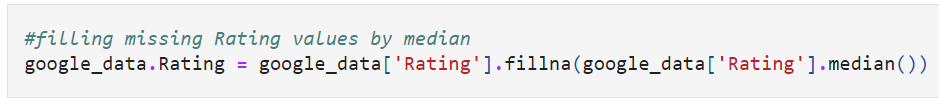 #filling missing Rating values by median
google_data.Rating = google_data['Rating'].fillna(google_data['Rating'].median())